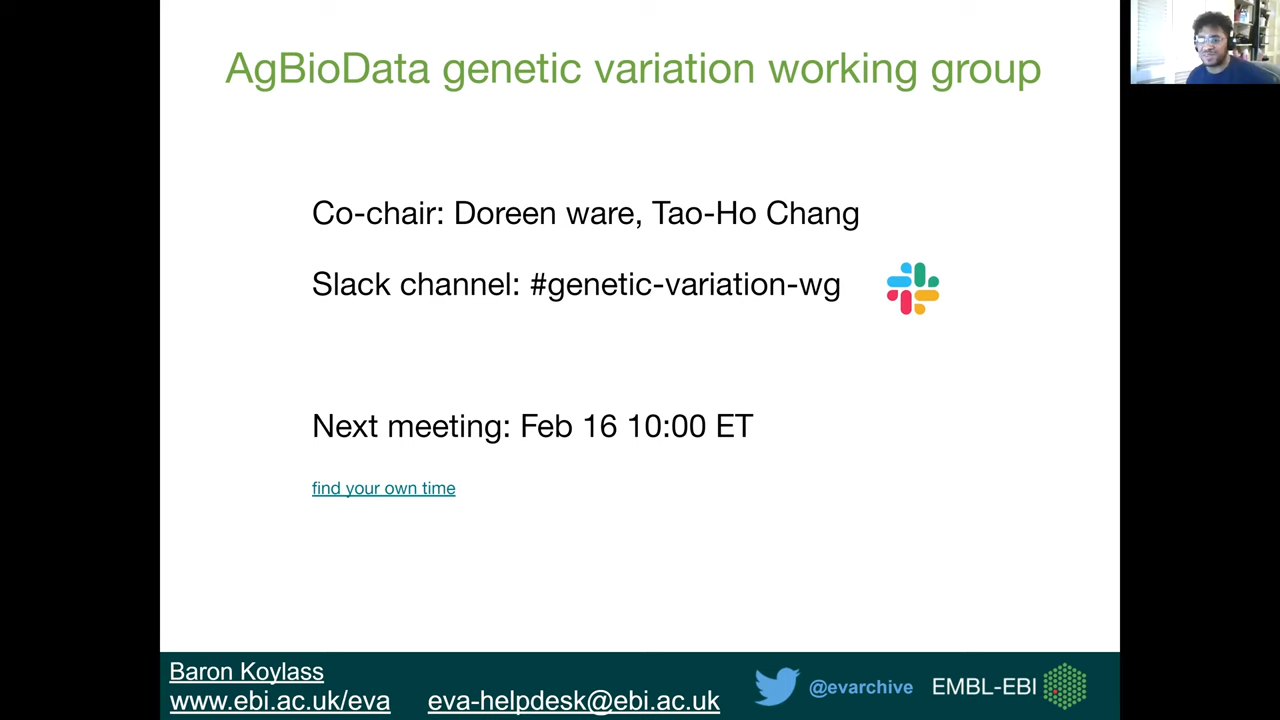 AgBioData genetic variation working group
Co-chair: Doreen ware, Tao-Ho Chang
Slack channel: #genetic-variation-wg
Next meeting: Feb 16 10:00 ET
find your own time
Baron Koylass
www.ebi.ac.uk/eva eva-helpdesk@ebi.ac.uk
@evarchive EMBL-EBI